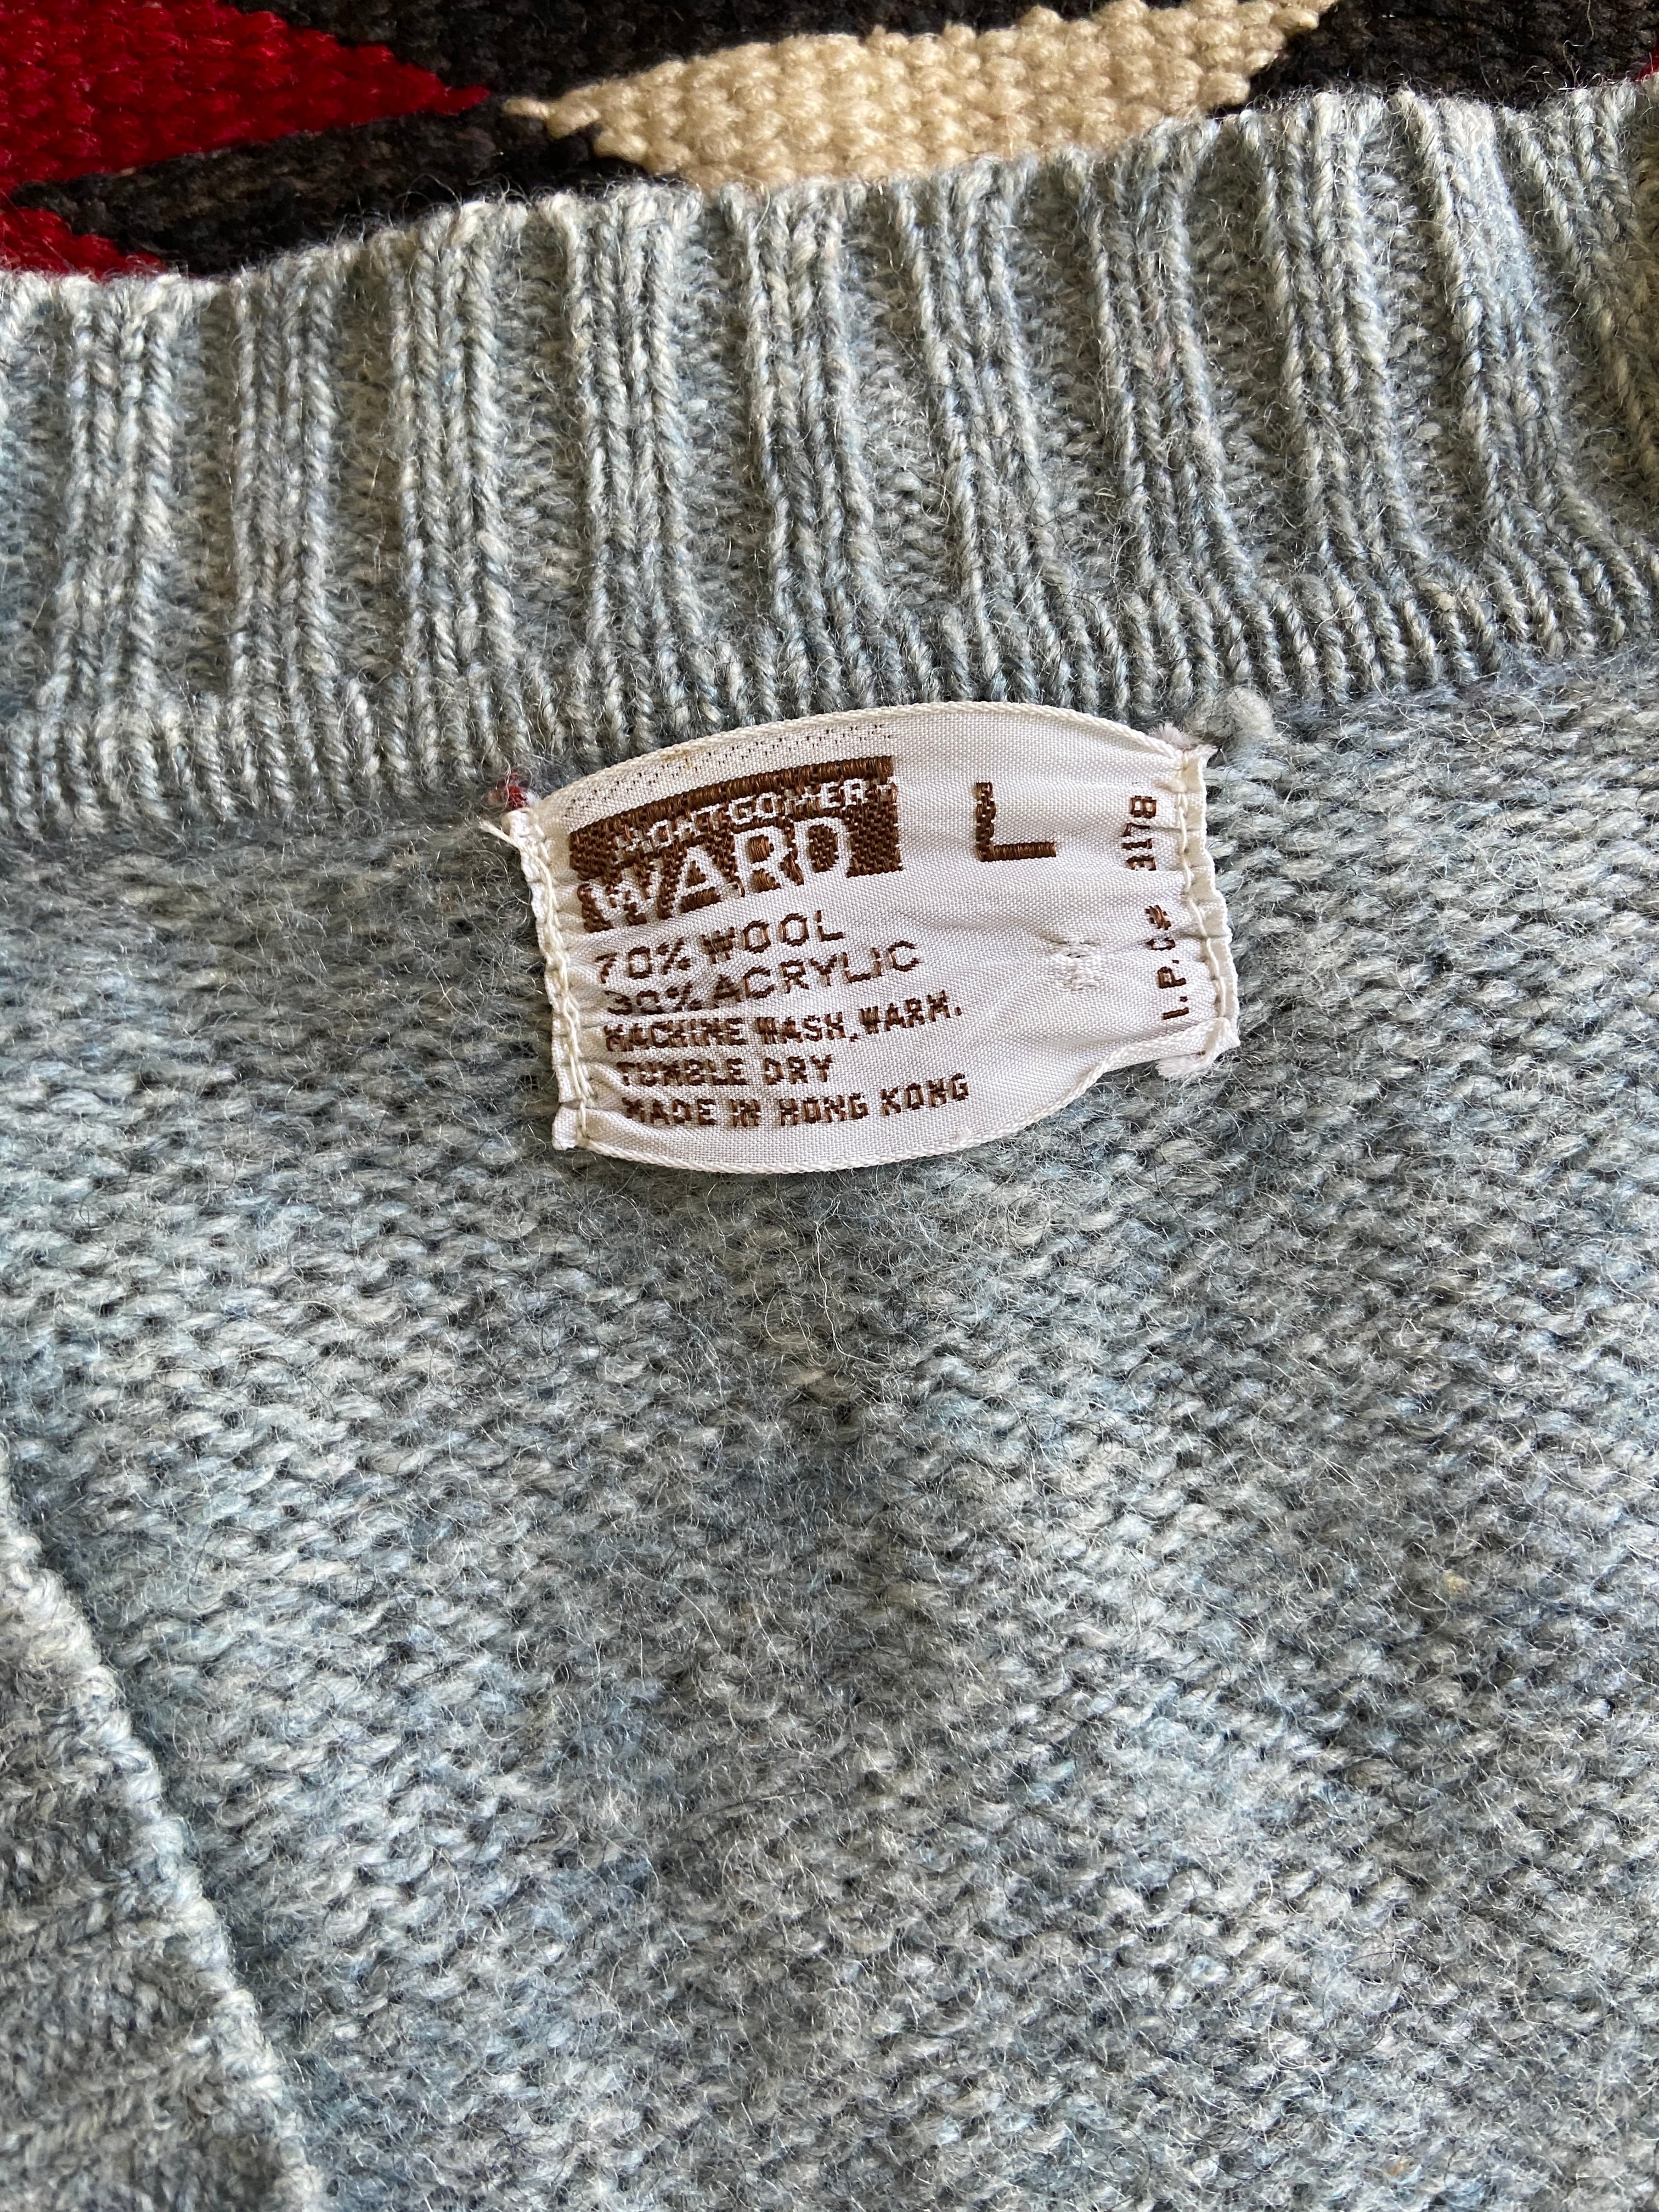 MONTGOMERY
WARD
L
70% WOOL
30% ACRYLIC
MACHINE WASH, WARM.
TUMBLE DRY
MADE IN HONG KONG
I.P.C# 3178